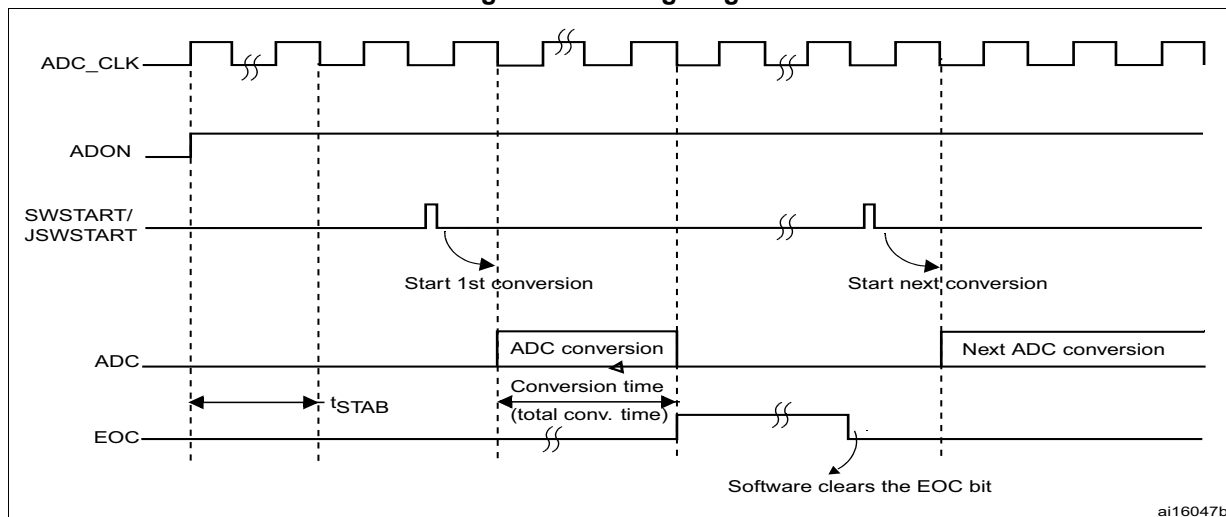 ADC_CLK
ADON
SWSTART/
JSWSTART
Start 1st conversion
Start next conversion
ADC
ADC conversion
Next ADC conversion
Conversion time
(total conv. time)
tSTAB
EOC
Software clears the EOC bit
ai16047b